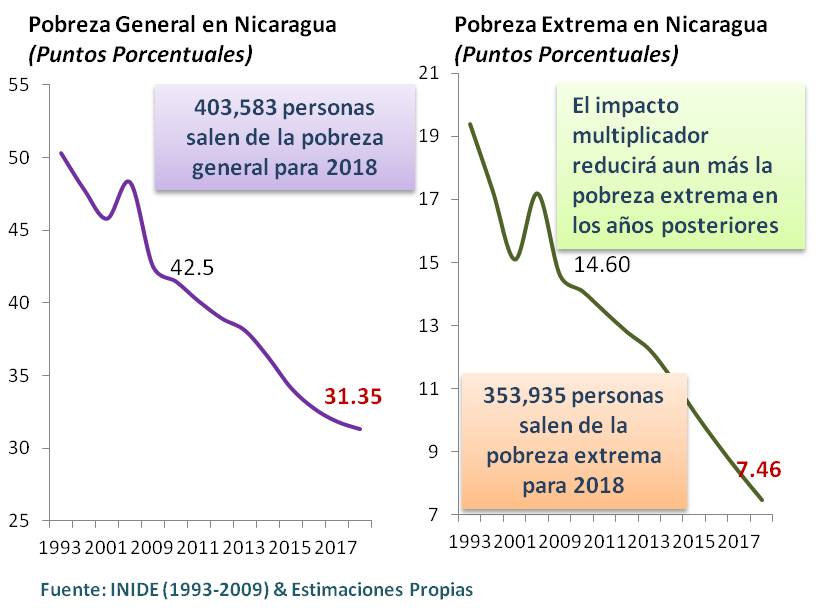 Pobreza General en Nicaragua
(Puntos Porcentuales)
55
50
45
40
35
30
25
403,583 personas
salen de la pobreza
general para 2018
42.5
31.35
1993 2001 2009 2011 2013 2015 2017
Pobreza Extrema en Nicaragua
(Puntos Porcentuales)
21
19
17
15
13
11
9
7
El impacto
multiplicador
reducirá aun más la
pobreza extrema en
los años posteriores
14.60
353,935 personas
salen de la
pobreza extrema
para 2018
7.46
1993 2001 2009 2011 2013 2015 2017
Fuente: INIDE (1993-2009) & Estimaciones Propias